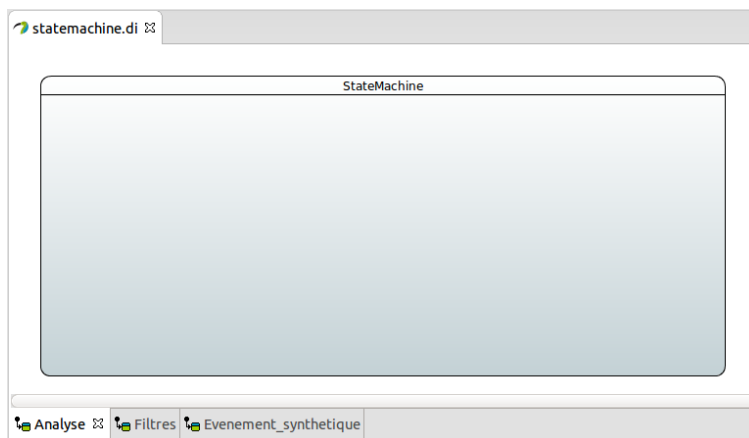 statemachine.di
StateMachine
Analyse Filtres Evenement_synthetique